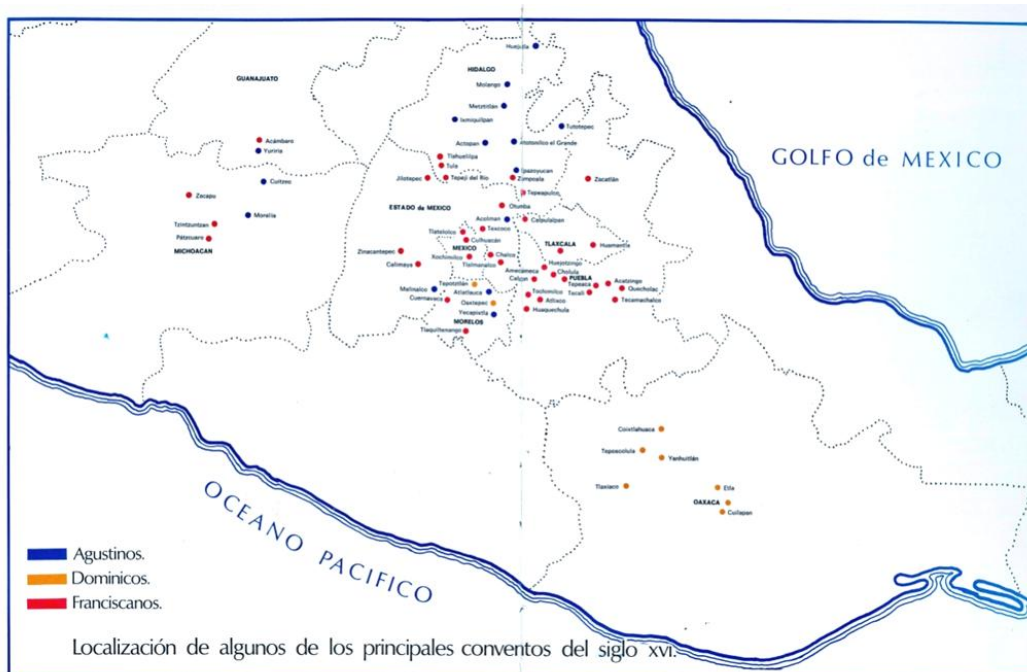 Huejutla
HIDALGO
GUANAJUATO
Molango
Metztitlán
Ixmiquilpan
Tutotepec
Actopan
Atotonilco el Grande
Acámbaro
Yuriria
Tlahuelilpa
Tula
Epazoyucan
Jilotepec
Tepeji del Río
Zempoala
Zacatlán
Cuitzeo
Zacapu
Tepeapulco
Otumba
ESTADO de MEXICO
Morelia
Acolman
Calpulalpan
Tzintzuntzan
Texcoco
Tlatelolco
Culhuacán
Pátzcuaro
MICHOACAN
MEXICO
TLAXCALA
Huamantla
Zinacantepec
Xochimilco
Chalco
Tlalmanalco
Calimaya
Amecameca
Huejotzingo
Cholula
Calpan
PUEBLA
Tepeaca
Acatzingo
Tecali
Quecholac
Tecamachalco
Malinalco
Atlatlauca
Cuernavaca
Oaxtepec
Yecapixtla
Tochimilco
Atlixco
Huaquechula
MORELOS
Tlaquiltenango
GOLFO de MEXICO
Coixtlahuaca
Teposcolula
Yanhuitlán
Tlaxiaco
Etla
OAXACA
Cuilapan
OCEANO PACIFICO
Agustinos.
Dominicos.
Franciscanos.
Localización de algunos de los principales conventos del siglo XVI.